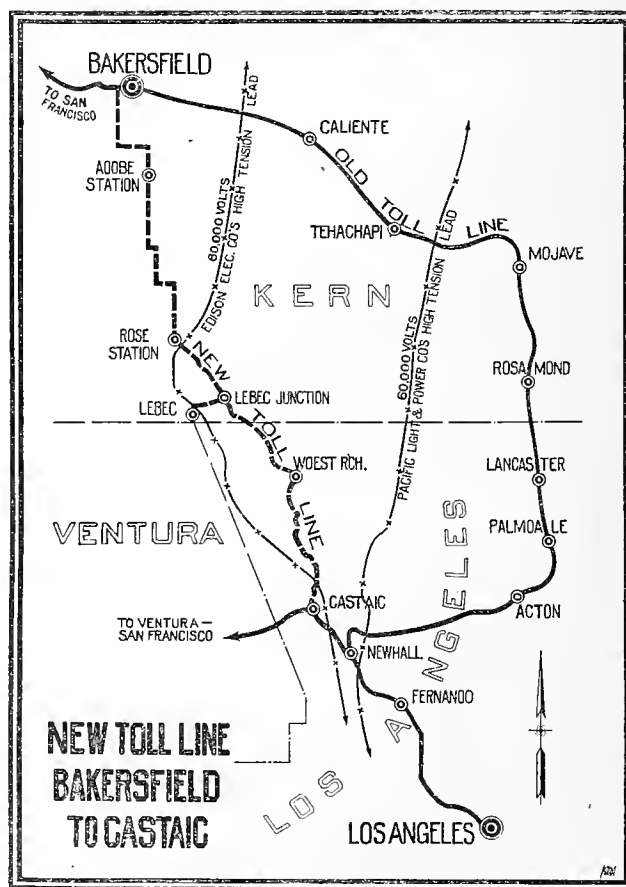 BAKERSFIELD
TO SAN
FRANCISCO
CALIENTE
ADOBE
STATION
60,000 VOLTS
EDISON ELEC. CO'S HIGH TENSION LEAD
OLD TOLL LINE
TEHACHAPI
60,000 VOLTS
PACIFIC LIGHT & POWER CO'S HIGH TENSION LEAD
MOJAVE
KERN
ROSE
STATION
NEW TOLL LINE
ROSAMOND
LEBEC
LEBEC JUNCTION
WOEST RCH.
LANCASTER
VENTURA
PALMDALE
CASTAIC
ACTON
TO VENTURA—
SAN FRANCISCO
NEWHALL
FERNANDO
LOS ANGELES
NEW TOLL LINE
BAKERSFIELD
TO CASTAIC
LOS ANGELES